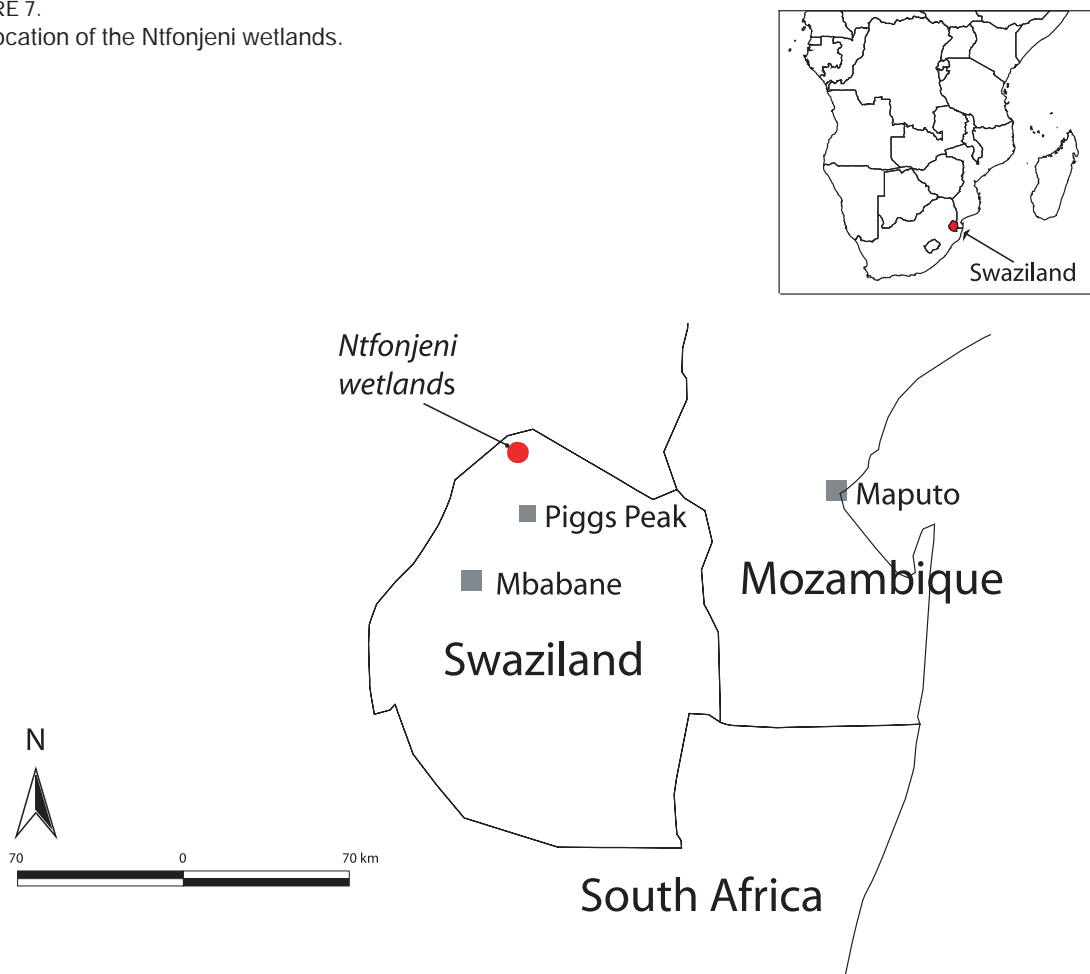 RE 7.
ocation of the Ntfonjeni wetlands.
Swaziland
Ntfonjeni
wetlands
Maputo
Piggs Peak
Mozambique
Mbabane
Swaziland
N
70 0 70 km
South Africa